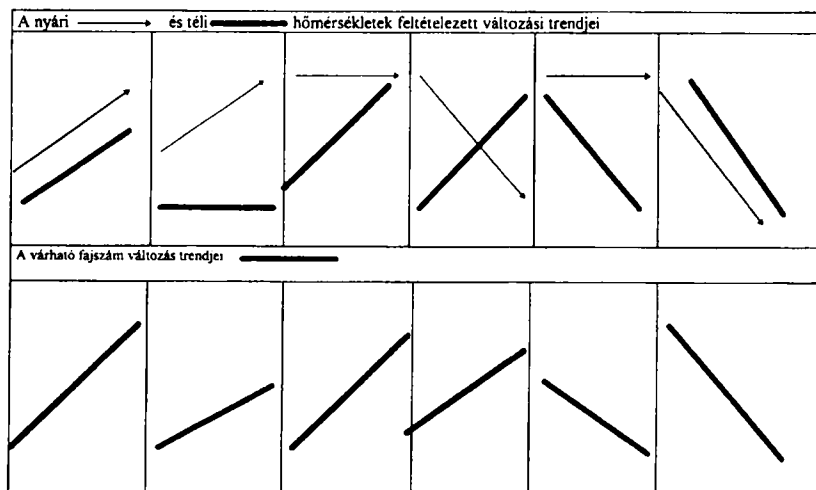 A nyári és téli hőmérsékletek feltételezett változási trendjei
A várható fajszám változás trendjei